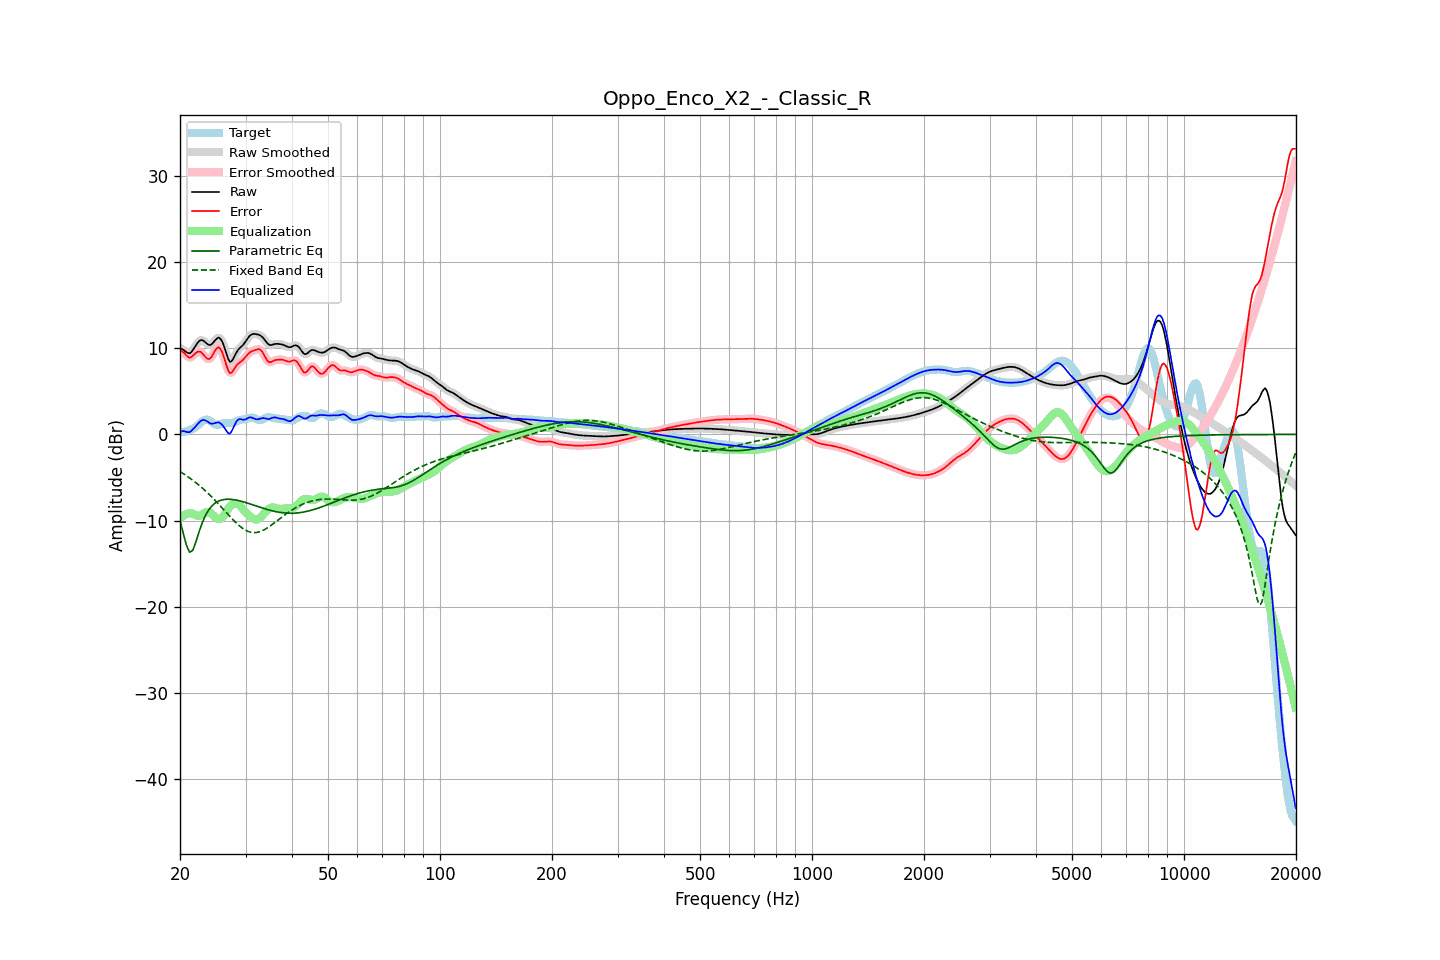 Oppo_Enco_X2_-_Classic_R
Target
Raw Smoothed
Error Smoothed
Raw
Error
Equalization
Parametric Eq
Fixed Band Eq
Equalized
30
20
10
0
−10
−20
−30
−40
Amplitude (dBr)
20
50
100
200
500
1000
2000
5000
10000
20000
Frequency (Hz)